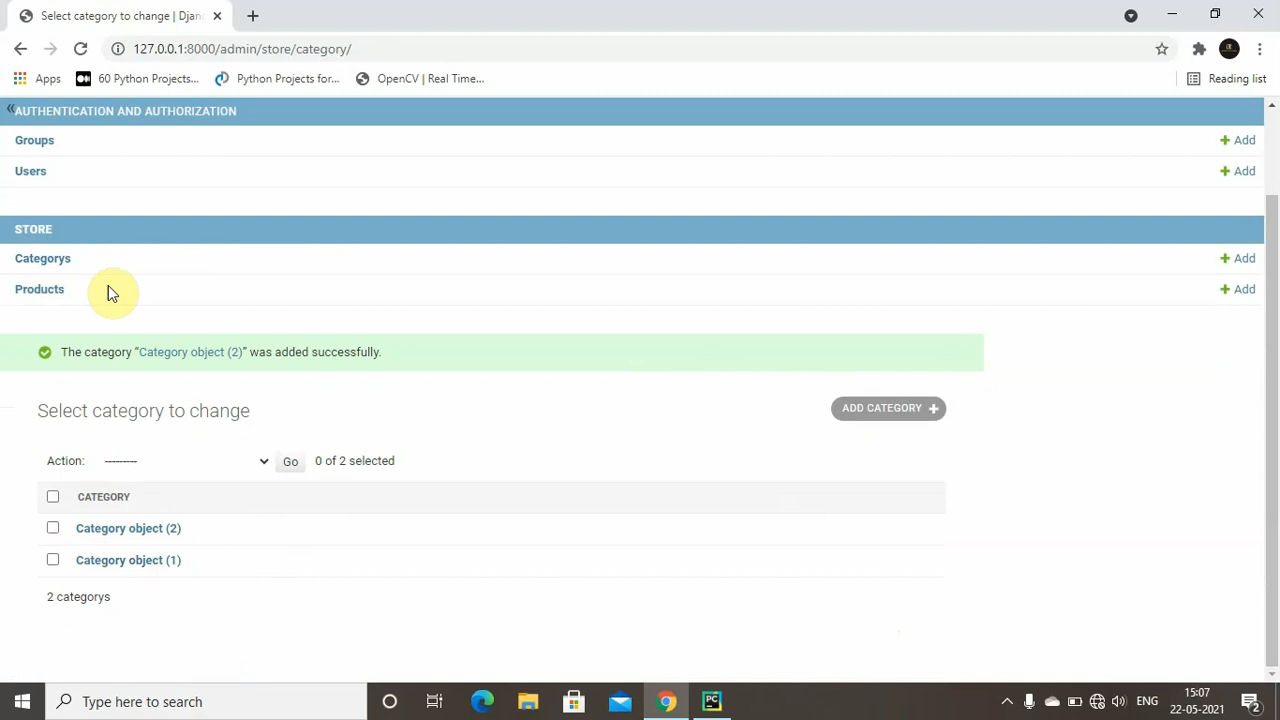 Select category to change | Djan
127.0.0.1:8000/admin/store/category/
Apps 60 Python Projects... Python Projects for... OpenCV | Real Time... Reading list
« AUTHENTICATION AND AUTHORIZATION
Groups + Add
Users + Add
STORE
Categorys + Add
Products + Add
The category “Category object (2)” was added successfully.
Select category to change ADD CATEGORY +
Action: --------- Go 0 of 2 selected
CATEGORY
Category object (2)
Category object (1)
2 categorys
Type here to search PC ENG 15:07
22-05-2021 2